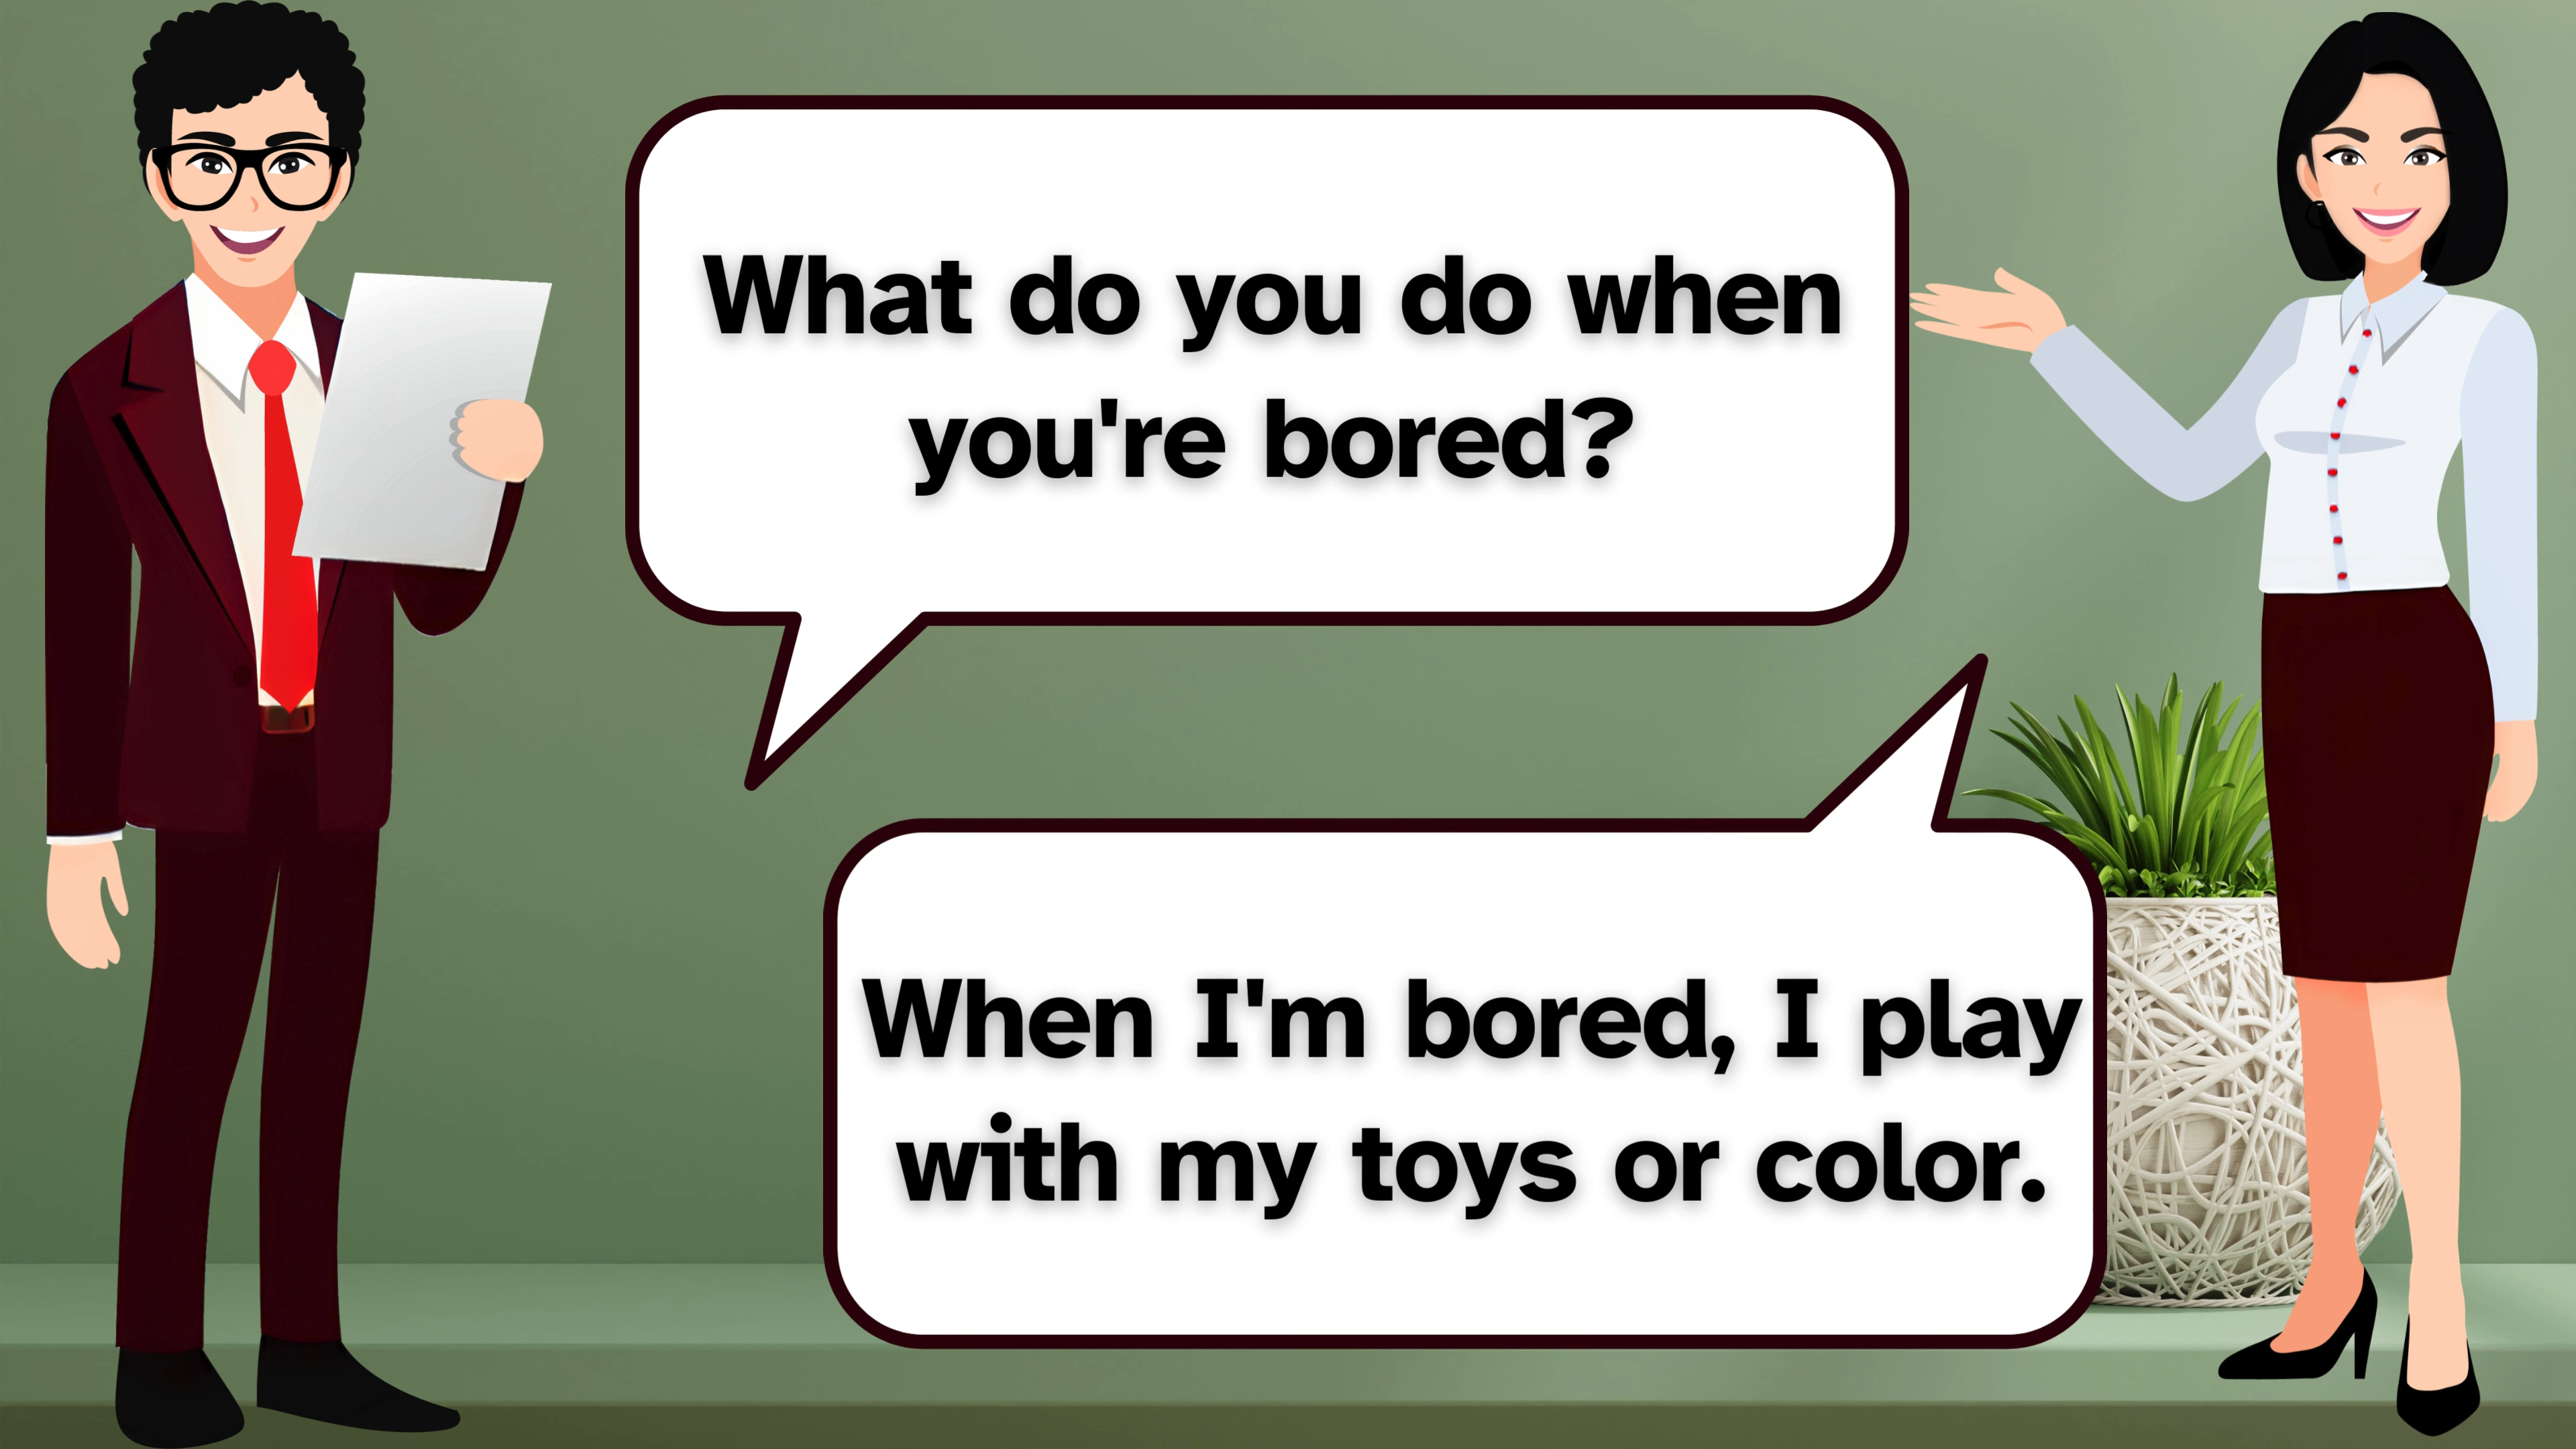 What do you do when
you're bored?
When I'm bored, I play
with my toys or color.